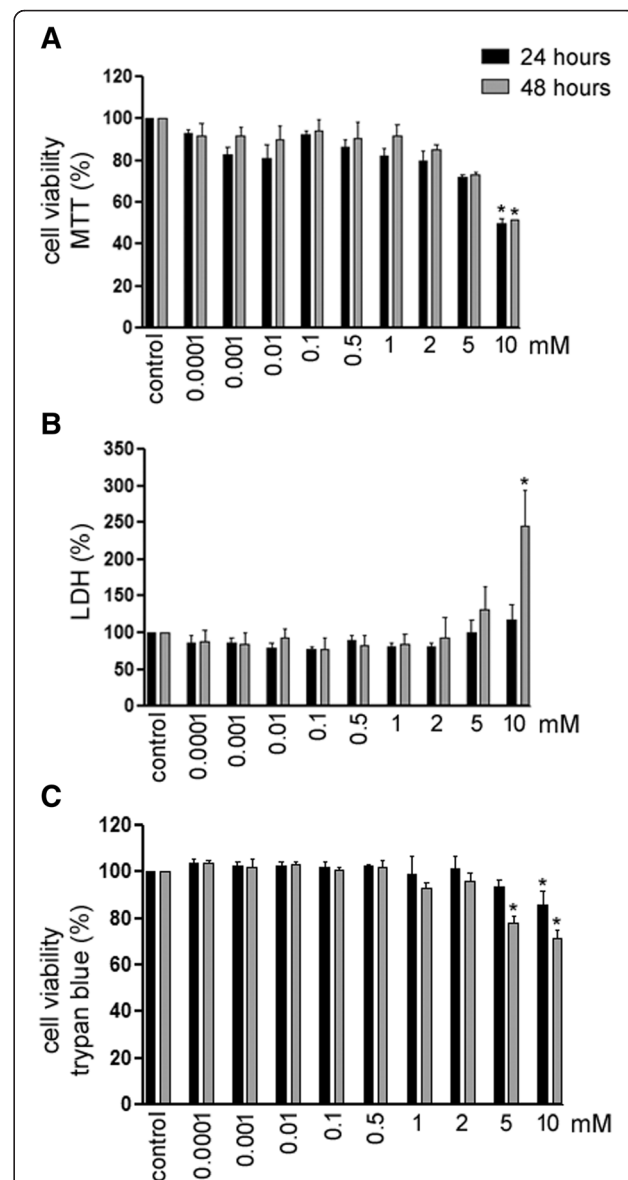 A
24 hours
48 hours
cell viability
MTT (%)
120
100
80
60
40
20
0
* *
control 0.0001 0.001 0.01 0.1 0.5 1 2 5 10 mM
B
LDH (%)
350
300
250
200
150
100
50
0
*
control 0.0001 0.001 0.01 0.1 0.5 1 2 5 10 mM
C
cell viability
trypan blue (%)
120
100
80
60
40
20
0
* * *
control 0.0001 0.001 0.01 0.1 0.5 1 2 5 10 mM